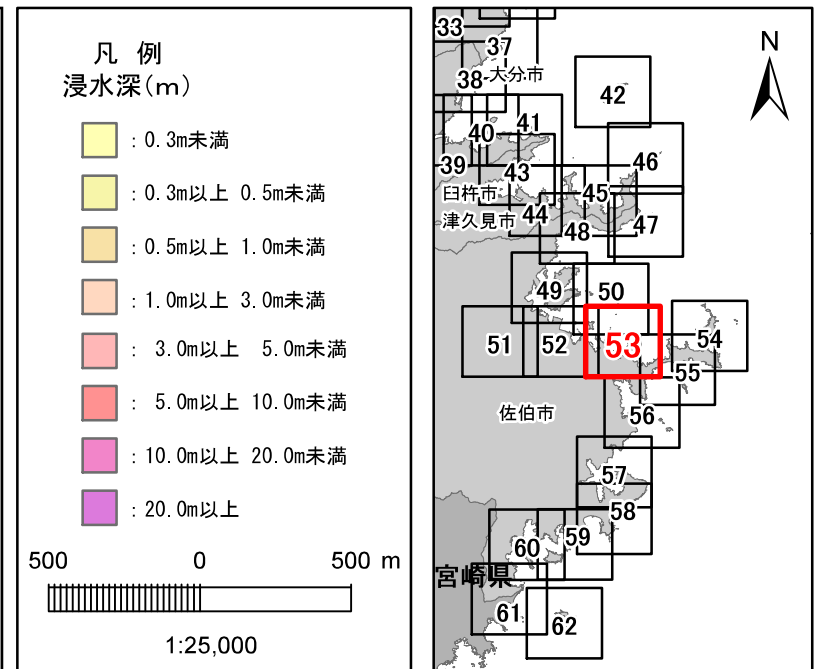 凡 例
浸水深(m)
: 0.3m未満
: 0.3m以上 0.5m未満
: 0.5m以上 1.0m未満
: 1.0m以上 3.0m未満
: 3.0m以上 5.0m未満
: 5.0m以上 10.0m未満
: 10.0m以上 20.0m未満
: 20.0m以上
500 0 500 m
1:25,000
N
33
37
38
大分市
42
41
40
39
43
46
臼杵市
45
津久見市
44
48
47
49
50
51
52
53
54
55
佐伯市
56
57
58
59
60
宮崎県
61
62